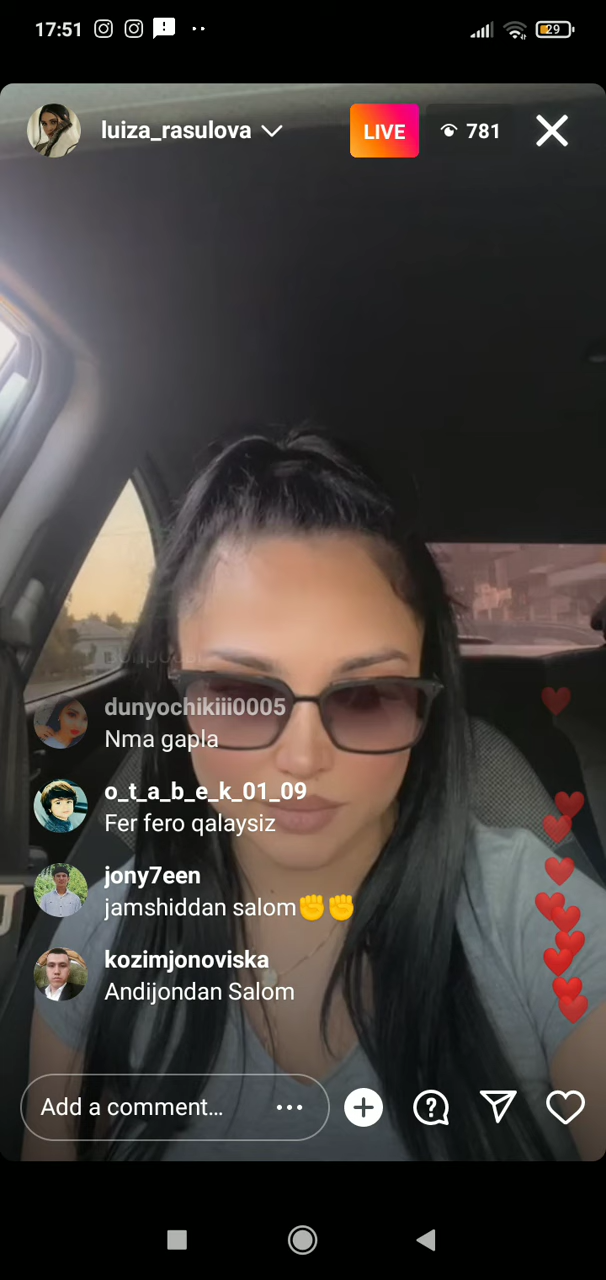 17:51
29
luiza_rasulova
LIVE
781
dunyochikiii0005
Nma gapla
o_t_a_b_e_k_01_09
Fer fero qalaysiz
jony7een
jamshiddan salom✊✊
kozimjonoviska
Andijondan Salom
Add a comment...